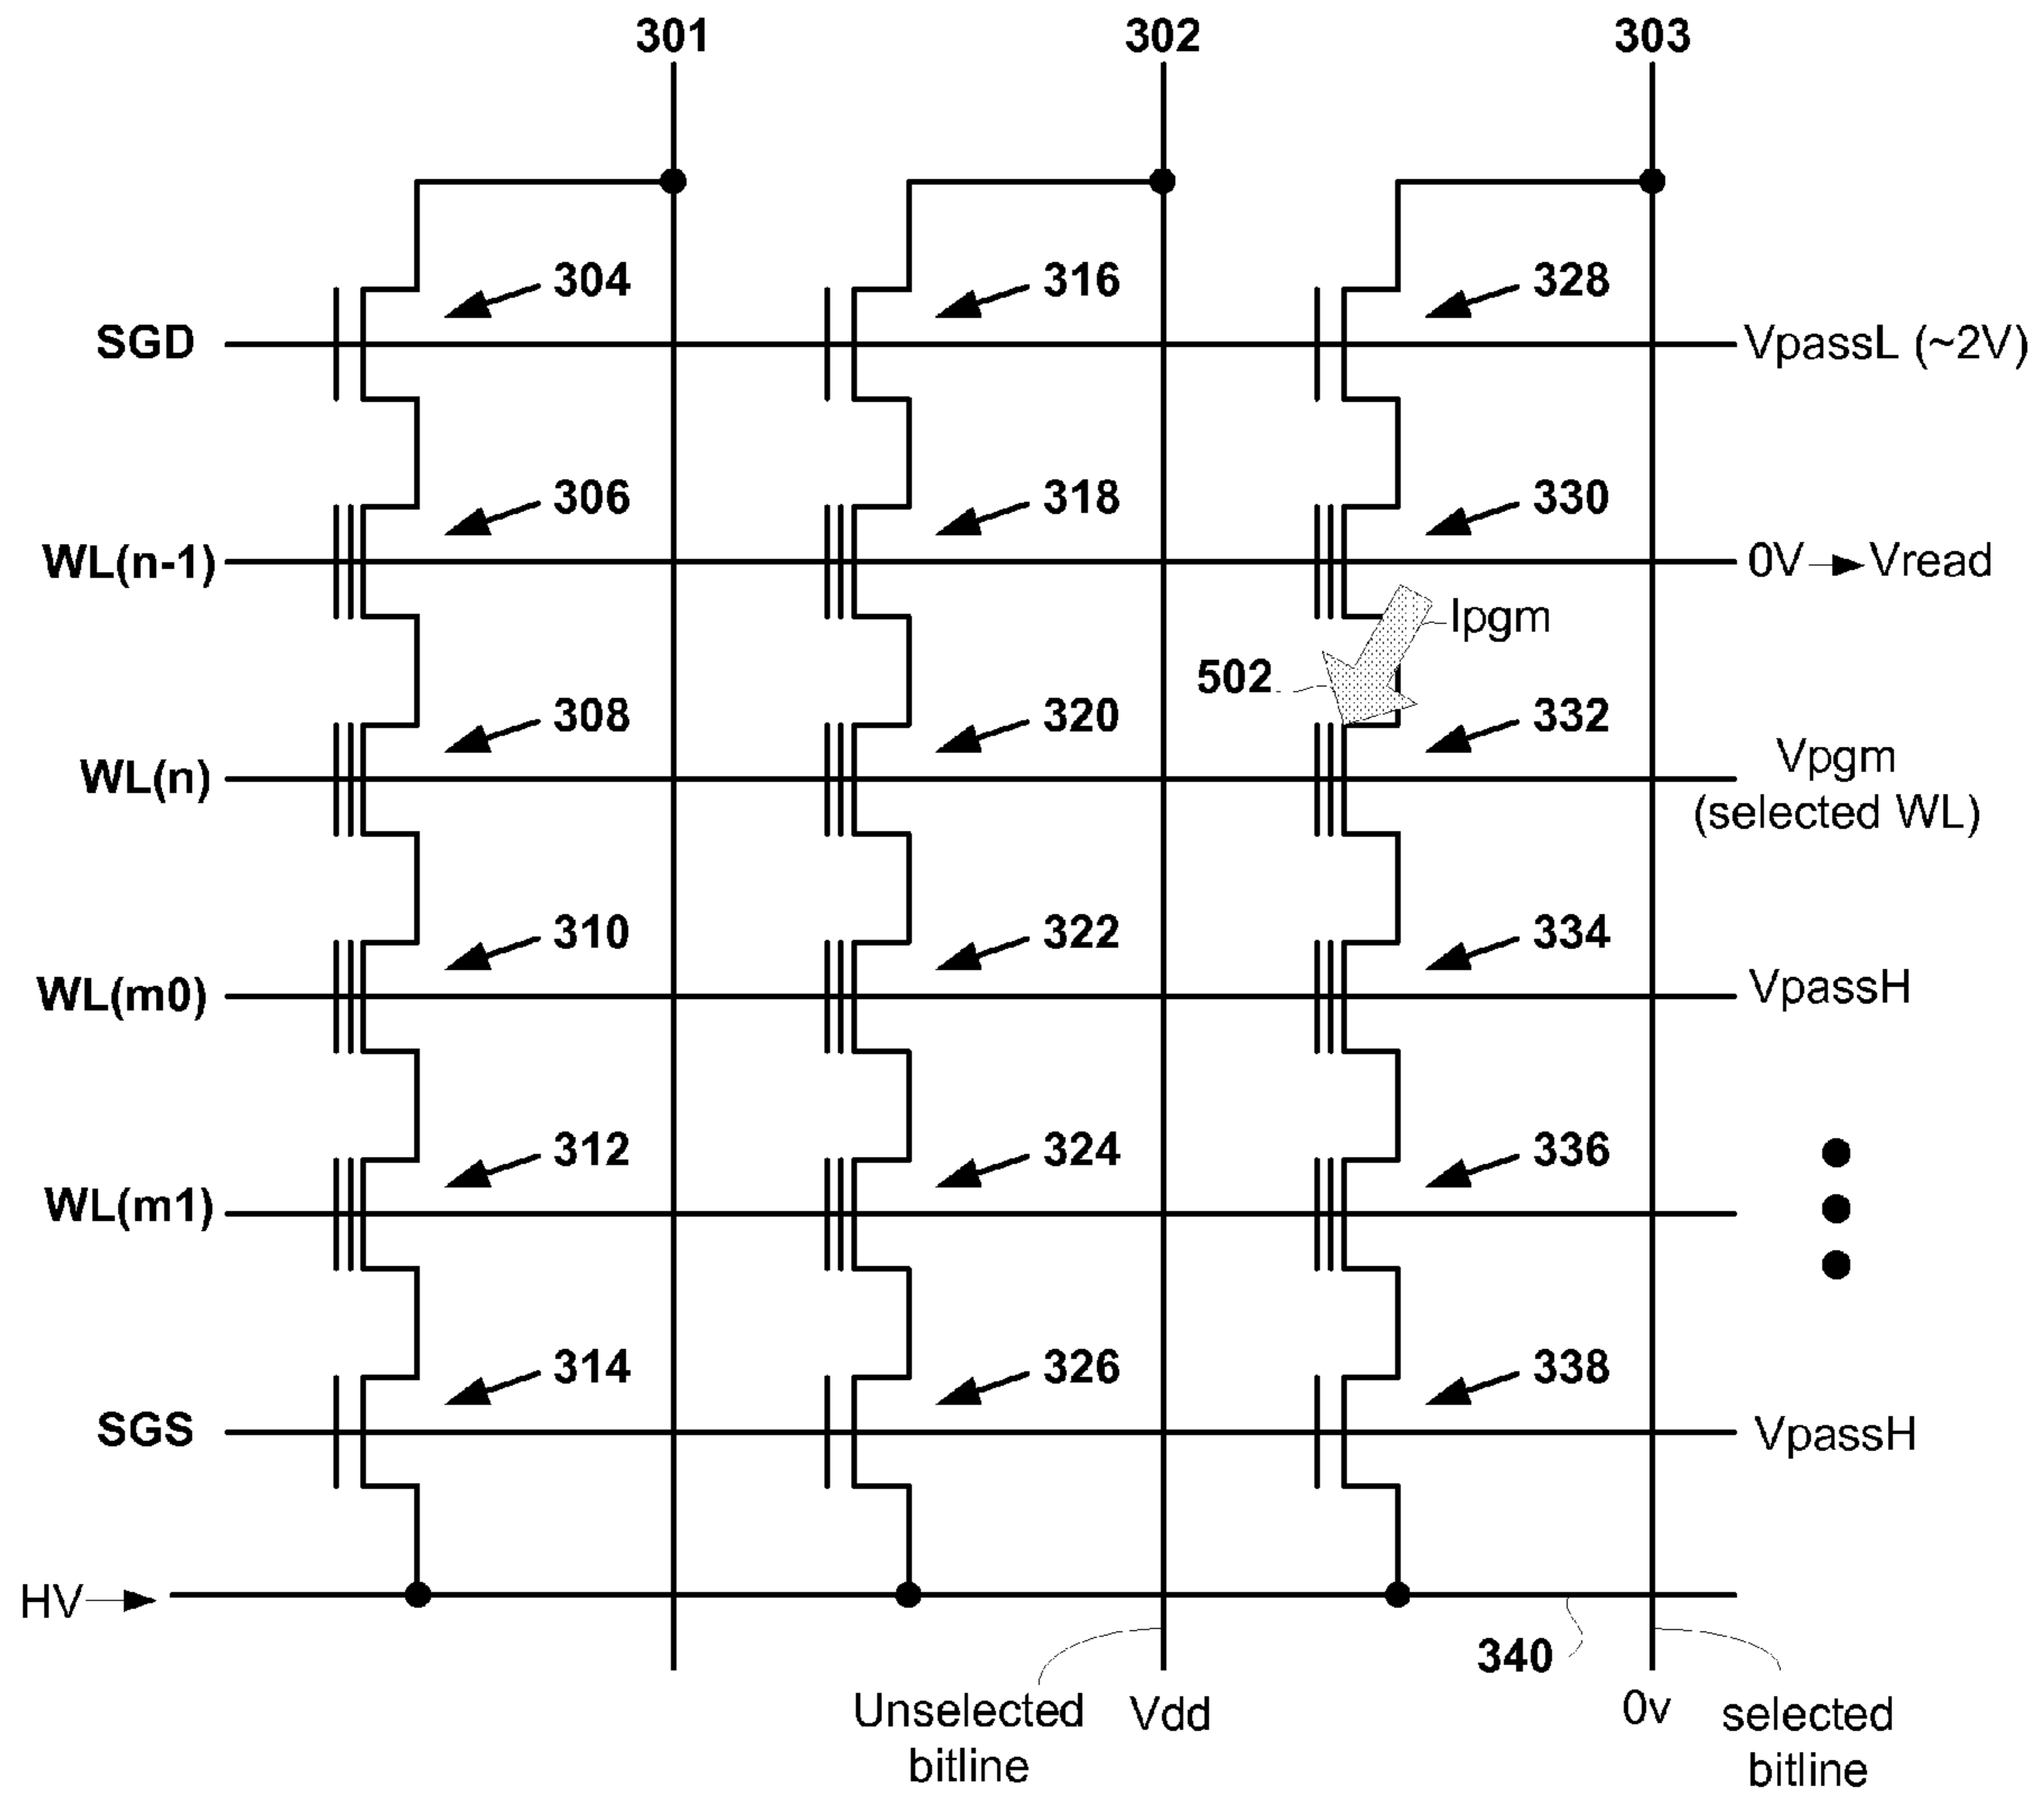 301 302 303
304 316 328
SGD VpassL (~2V)
306 318 330
WL(n-1) 0V Vread
Ipgm
502
308 320 332
WL(n) Vpgm
(selected WL)
310 322 334
WL(m0) VpassH
312 324 336
WL(m1)
314 326 338
SGS VpassH
HV
340
Unselected Vdd 0v selected
bitline bitline